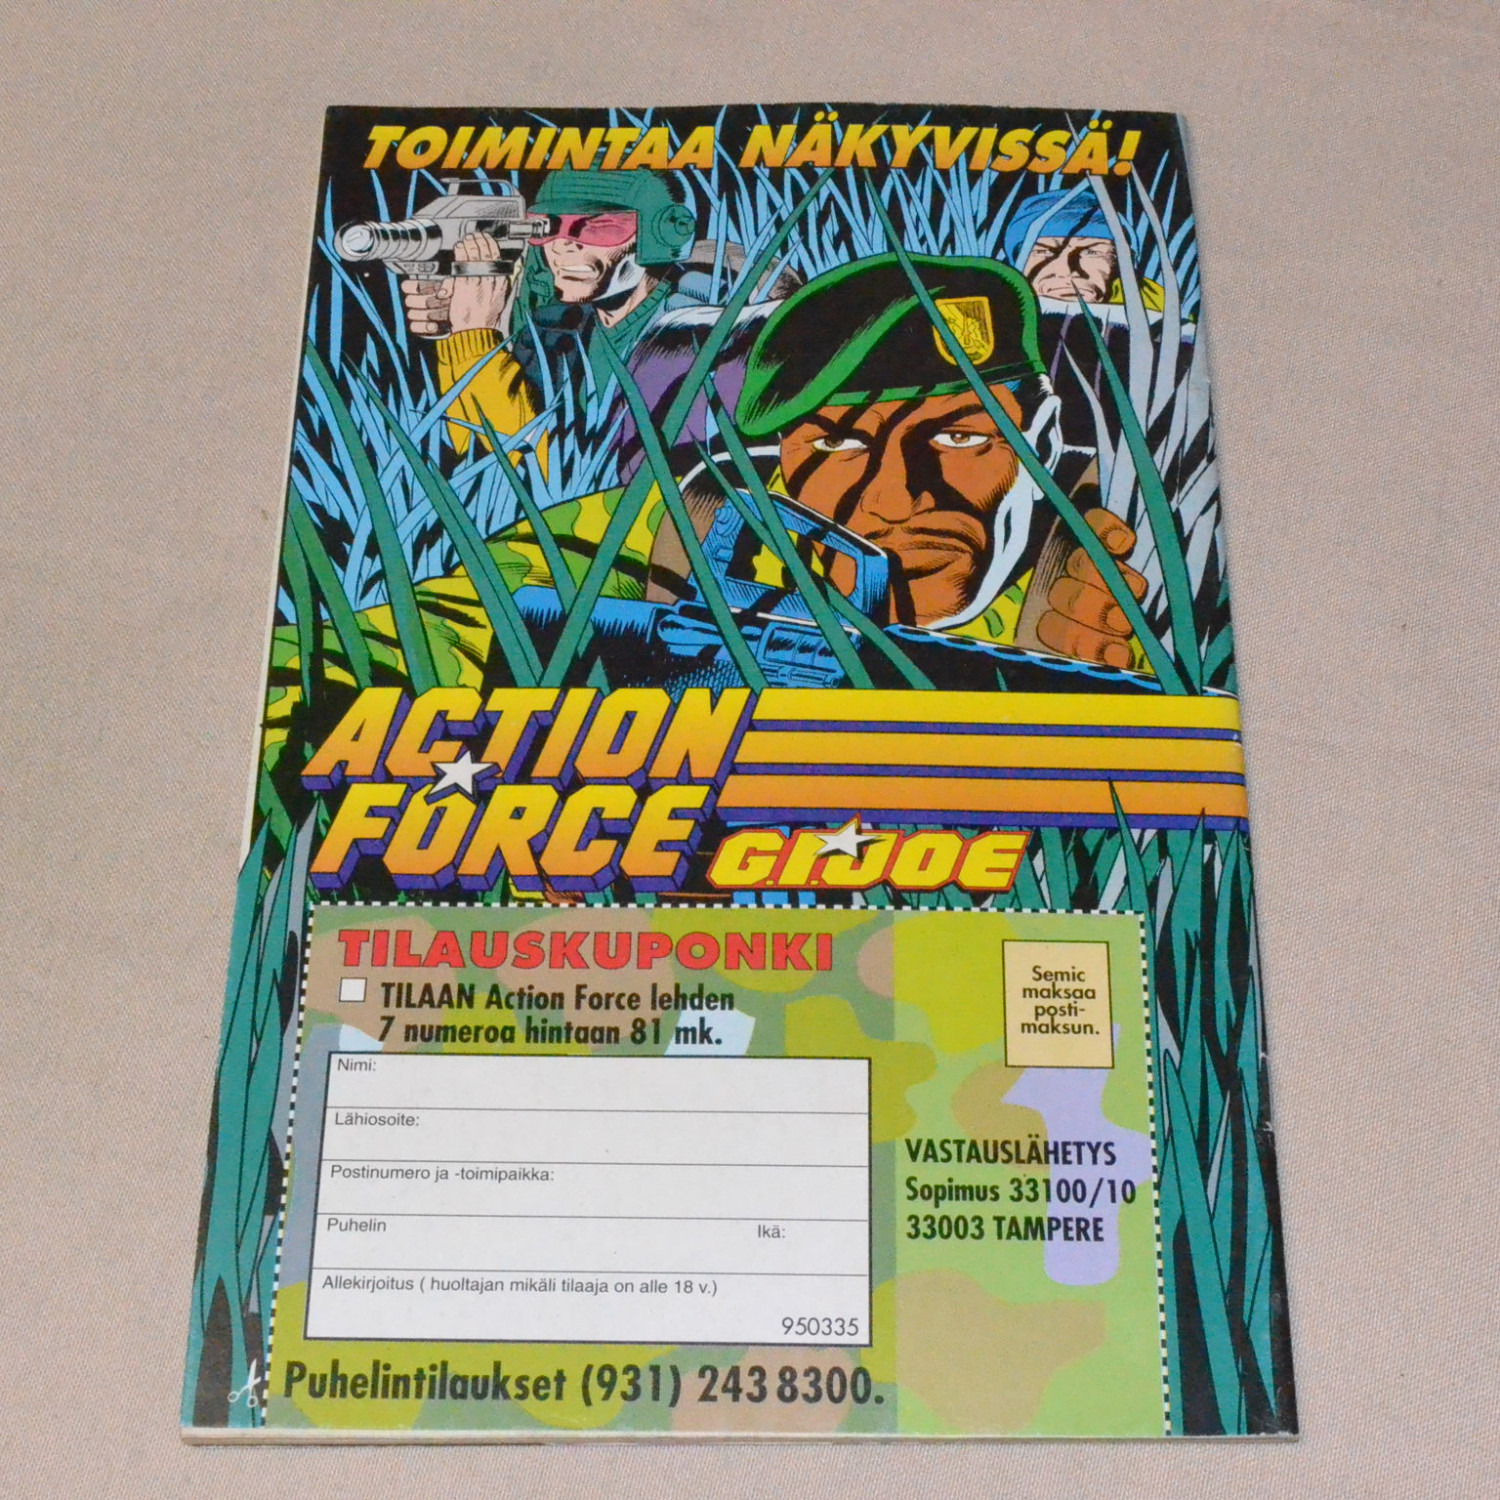 TOIMINTAA NÄKYVISSÄ!
ACTION
FORCE
G.I.JOE
TILAUSKUPONKI
TILAAN Action Force lehden
7 numeroa hintaan 81 mk.
Semic
maksaa
posti-
maksun.
Nimi:
Lähiosoite:
Postinumero ja -toimipaikka:
Puhelin Ikä:
Allekirjoitus ( huoltajan mikäli tilaaja on alle 18 v.)
950335
VASTAUSLÄHETYS
Sopimus 33100/10
33003 TAMPERE
Puhelintilaukset (931) 243 8300.